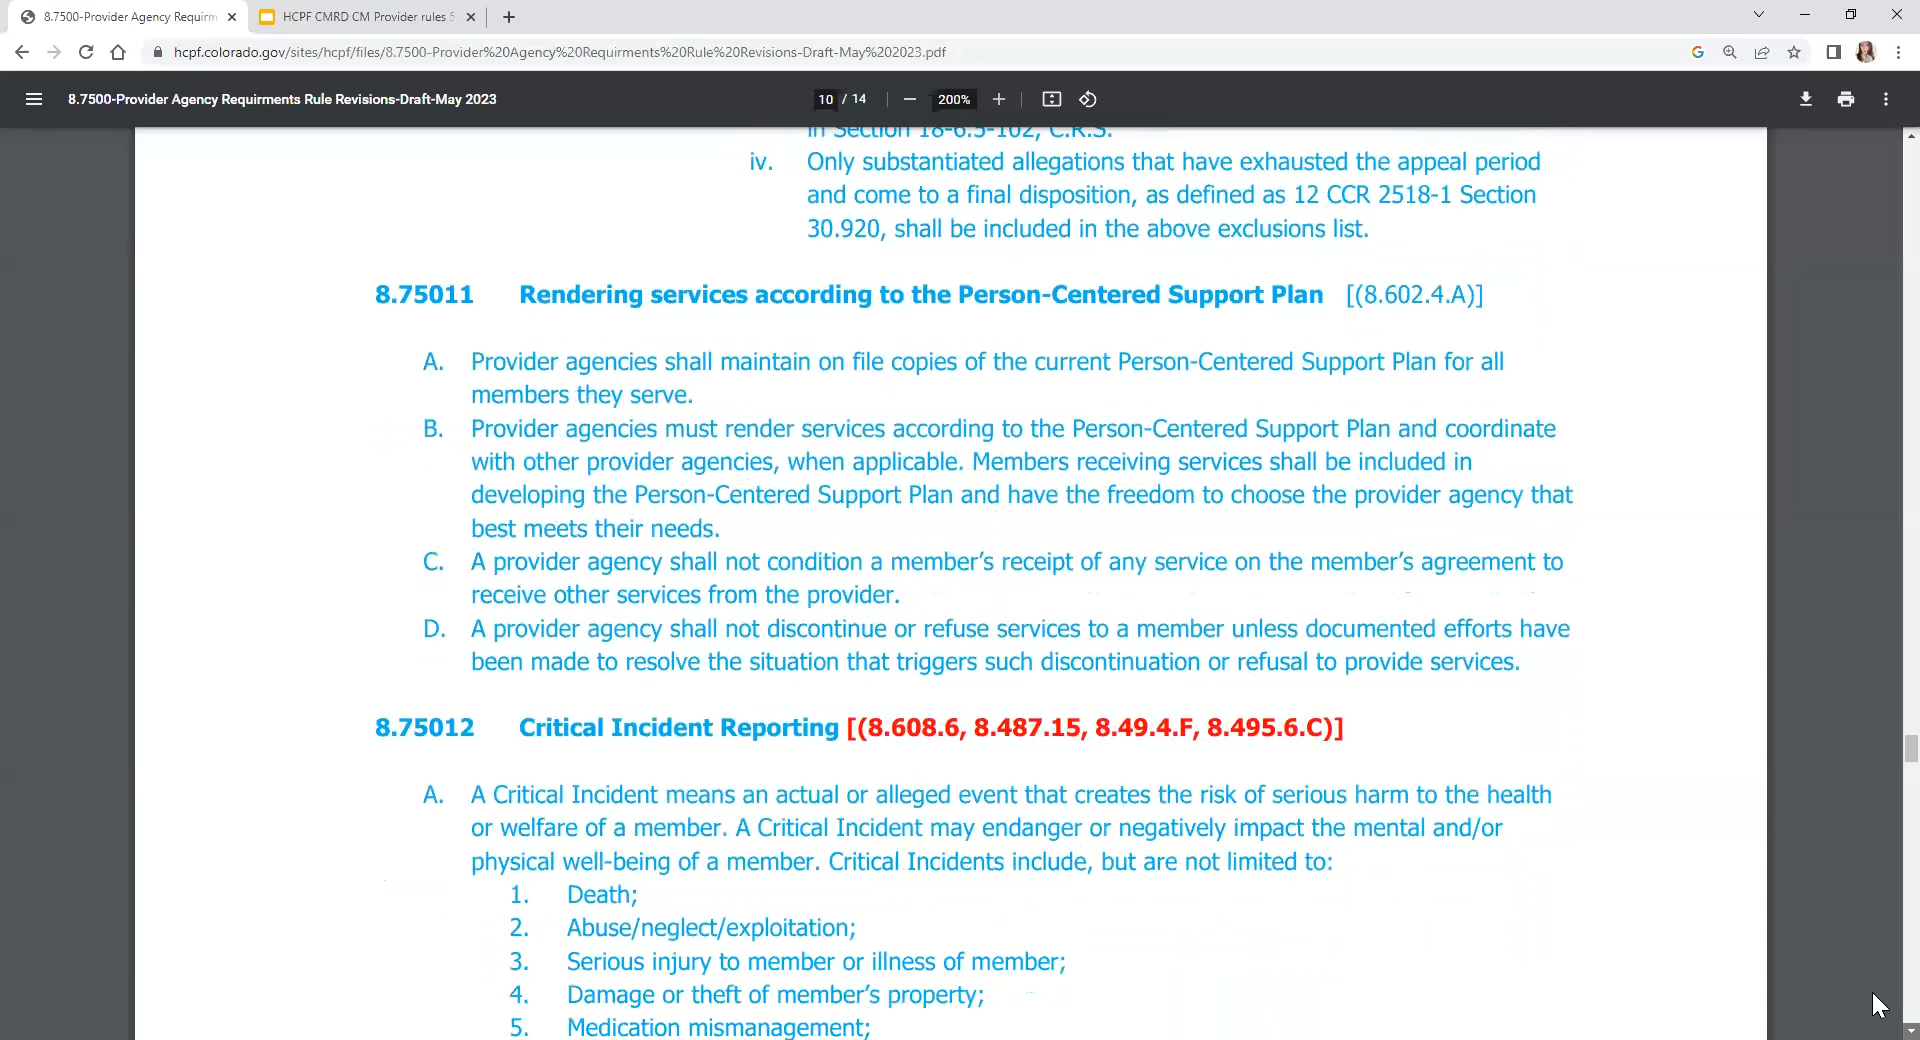 8.7500-Provider Agency Requirm
HCPF CMRD CM Provider rules 5
hcpf.colorado.gov/sites/hcpf/files/8.7500-Provider%20Agency%20Requirments%20Rule%20Revisions-Draft-May%202023.pdf
8.7500-Provider Agency Requirments Rule Revisions-Draft-May 2023
10 / 14
200%
in Section 18-6.5-102, C.R.S.
iv. Only substantiated allegations that have exhausted the appeal period
and come to a final disposition, as defined as 12 CCR 2518-1 Section
30.920, shall be included in the above exclusions list.
8.75011 Rendering services according to the Person-Centered Support Plan [(8.602.4.A)]
A. Provider agencies shall maintain on file copies of the current Person-Centered Support Plan for all
members they serve.
B. Provider agencies must render services according to the Person-Centered Support Plan and coordinate
with other provider agencies, when applicable. Members receiving services shall be included in
developing the Person-Centered Support Plan and have the freedom to choose the provider agency that
best meets their needs.
C. A provider agency shall not condition a member’s receipt of any service on the member’s agreement to
receive other services from the provider.
D. A provider agency shall not discontinue or refuse services to a member unless documented efforts have
been made to resolve the situation that triggers such discontinuation or refusal to provide services.
8.75012 Critical Incident Reporting [(8.608.6, 8.487.15, 8.49.4.F, 8.495.6.C)]
A. A Critical Incident means an actual or alleged event that creates the risk of serious harm to the health
or welfare of a member. A Critical Incident may endanger or negatively impact the mental and/or
physical well-being of a member. Critical Incidents include, but are not limited to:
1. Death;
2. Abuse/neglect/exploitation;
3. Serious injury to member or illness of member;
4. Damage or theft of member’s property;
5. Medication mismanagement;